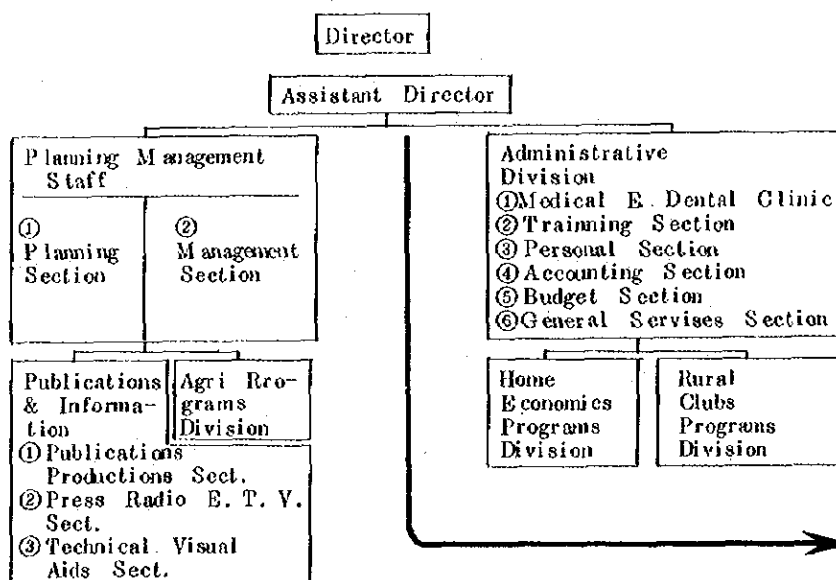 Director
Assistant Director
Planning Management
Staff
①
Planning
Section
②
Management
Section
Administrative
Division
①Medical E. Dental Clinic
②Trainning Section
③Personal Section
④Accounting Section
⑤Budget Section
⑥General Servises Section
Publications
& Informa-
tion
①Publications
Productions Sect.
②Press Radio E. T. V.
Sect.
③Technical Visual
Aids Sect.
Agri Rro-
grams
Division
Home
Economics
Programs
Division
Rural
Clubs
Programs
Division